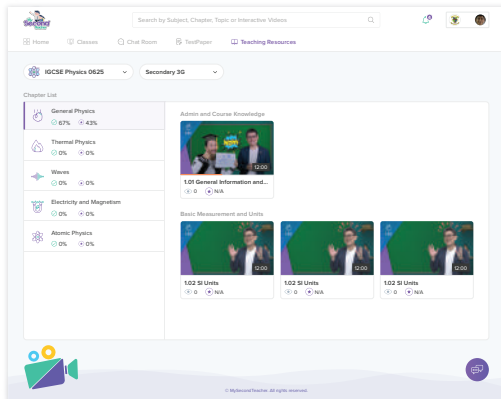 My
Second
Teacher
Search by Subject, Chapter, Topic or Interactive Videos
Home
Classes
Chat Room
TestPaper
Teaching Resources
IGCSE Physics 0625
Secondary 3G
Chapter List
General Physics
67% 43%
Thermal Physics
0% 0%
Waves
0% 0%
Electricity and Magnetism
0% 0%
Atomic Physics
0% 0%
Admin and Course Knowledge
12:00
1.01 General Information and...
0 N/A
Basic Measurement and Units
12:00
12:00
12:00
1.02 SI Units
1.02 SI Units
1.02 SI Units
0 N/A
0 N/A
0 N/A
© MySecondTeacher. All rights reserved.